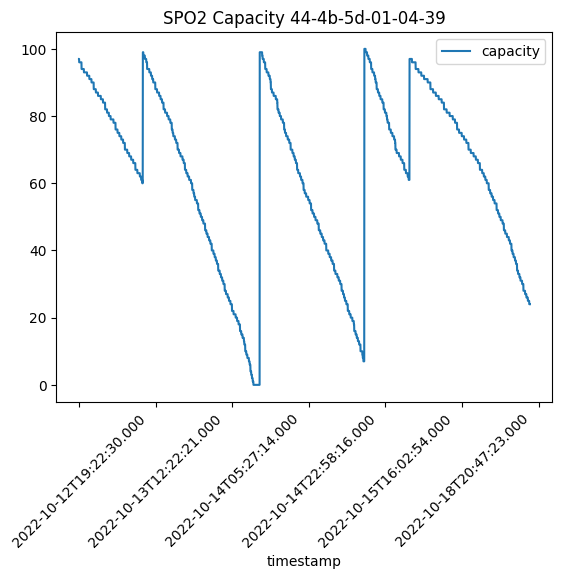 SPO2 Capacity 44-4b-5d-01-04-39
capacity
100
80
60
40
20
0
2022-10-12T19:22:30.000
2022-10-13T12:22:21.000
2022-10-14T05:27:14.000
2022-10-14T22:58:16.000
2022-10-15T16:02:54.000
2022-10-18T20:47:23.000
timestamp